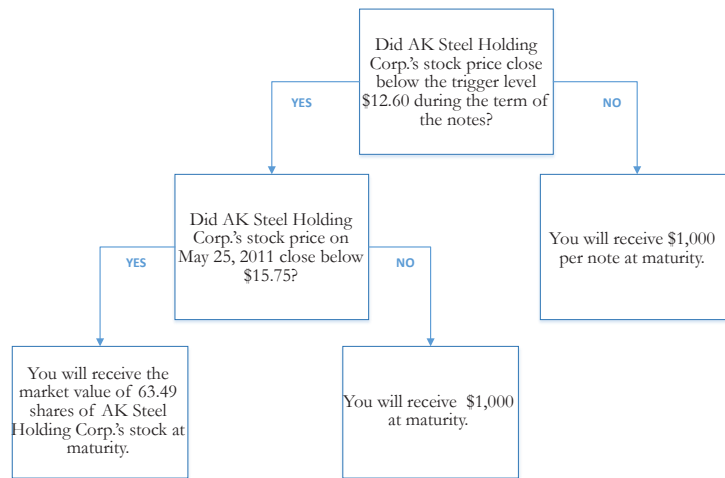 Did AK Steel Holding
Corp.'s stock price close
below the trigger level
$12.60 during the term of
the notes?
YES
NO
Did AK Steel Holding
Corp.'s stock price on
May 25, 2011 close below
$15.75?
You will receive $1,000
per note at maturity.
YES
NO
You will receive the
market value of 63.49
shares of AK Steel
Holding Corp.'s stock at
maturity.
You will receive $1,000
at maturity.